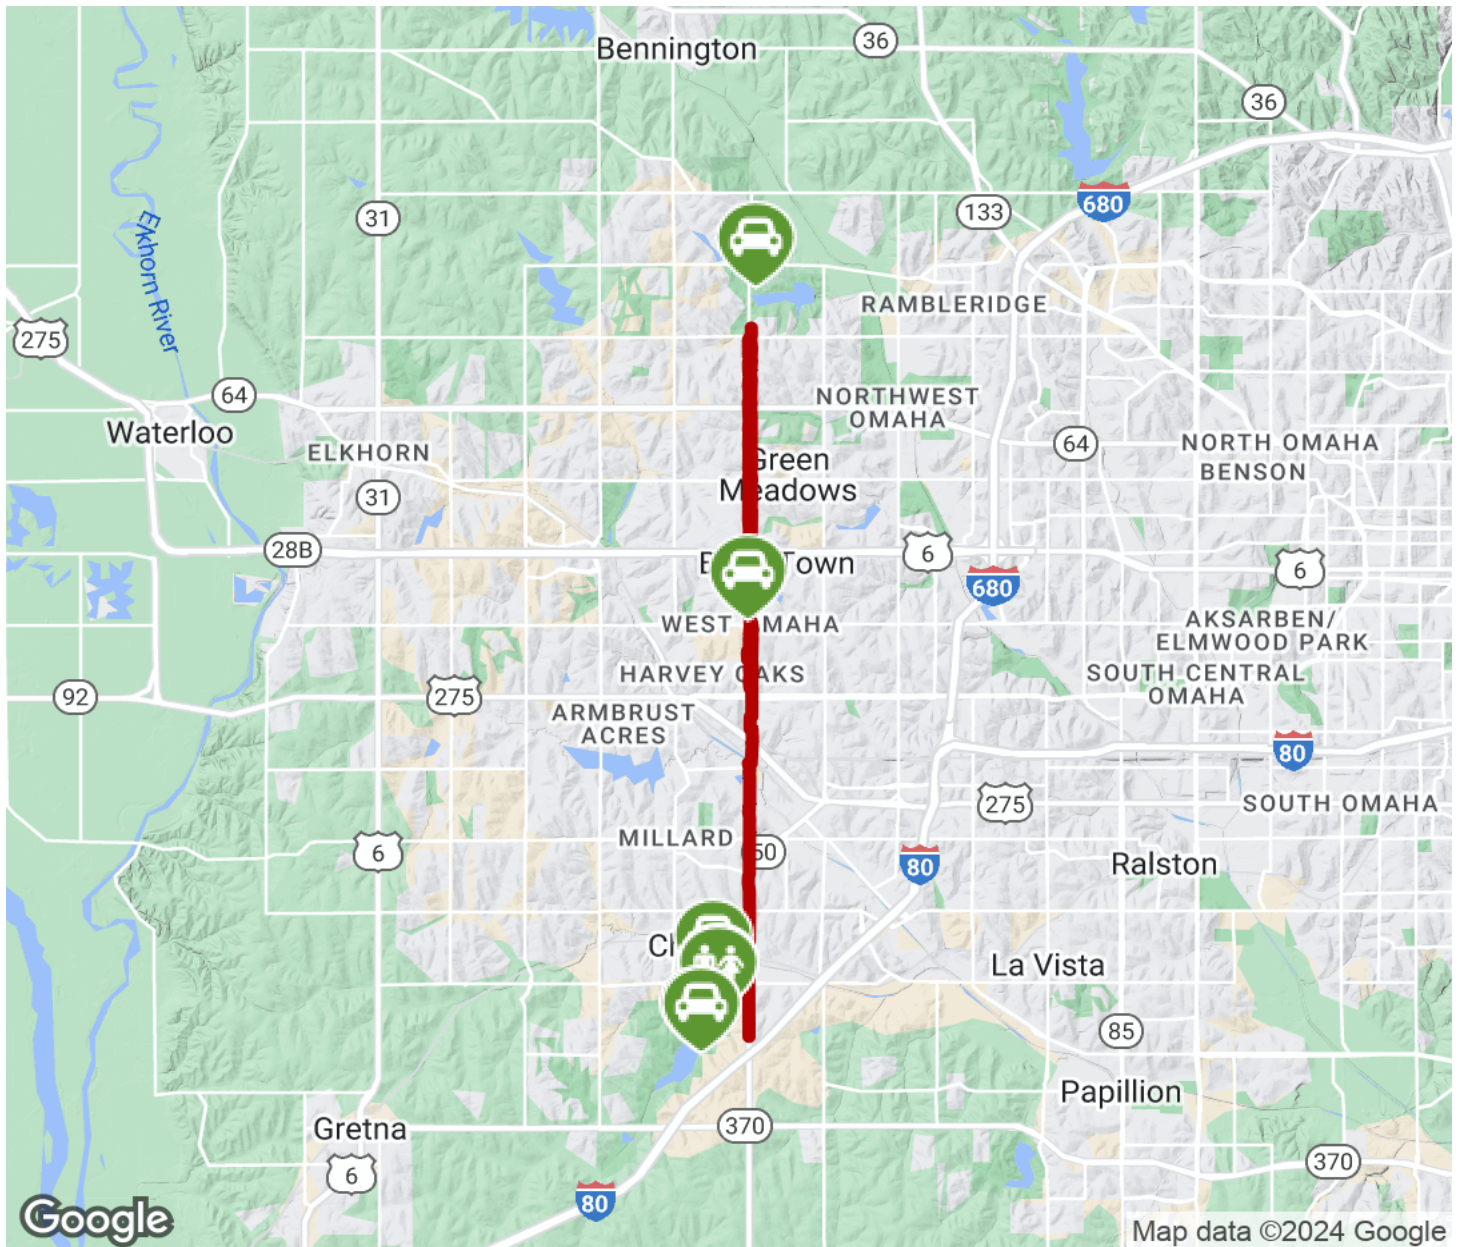 Bennington
36
36
680
133
31
Elkhorn River
275
RAMBLERIDGE
64
NORTHWEST
OMAHA
Waterloo
ELKHORN
64
NORTH OMAHA
BENSON
Green
Meadows
31
28B
6
Town
6
680
WEST MAHA
AKSARBEN/
ELMWOOD PARK
HARVEY OAKS
SOUTH CENTRAL
OMAHA
92
275
ARMBRUST
ACRES
80
275
SOUTH OMAHA
MILLARD
50
6
80
Ralston
La Vista
85
Papillion
Gretna
370
6
370
80
Google
Map data ©2024 Google